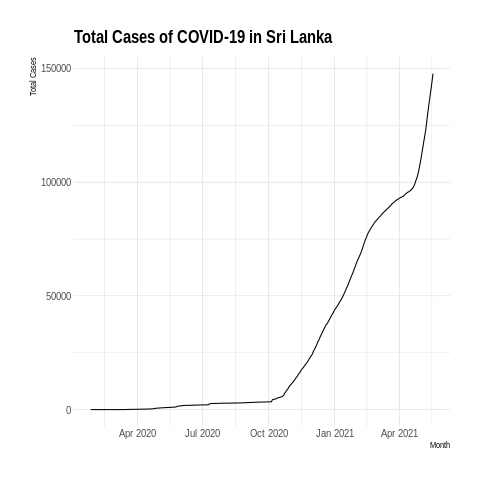 Total Cases of COVID-19 in Sri Lanka
Total Cases
150000
100000
50000
0
Apr 2020 Jul 2020 Oct 2020 Jan 2021 Apr 2021
Month